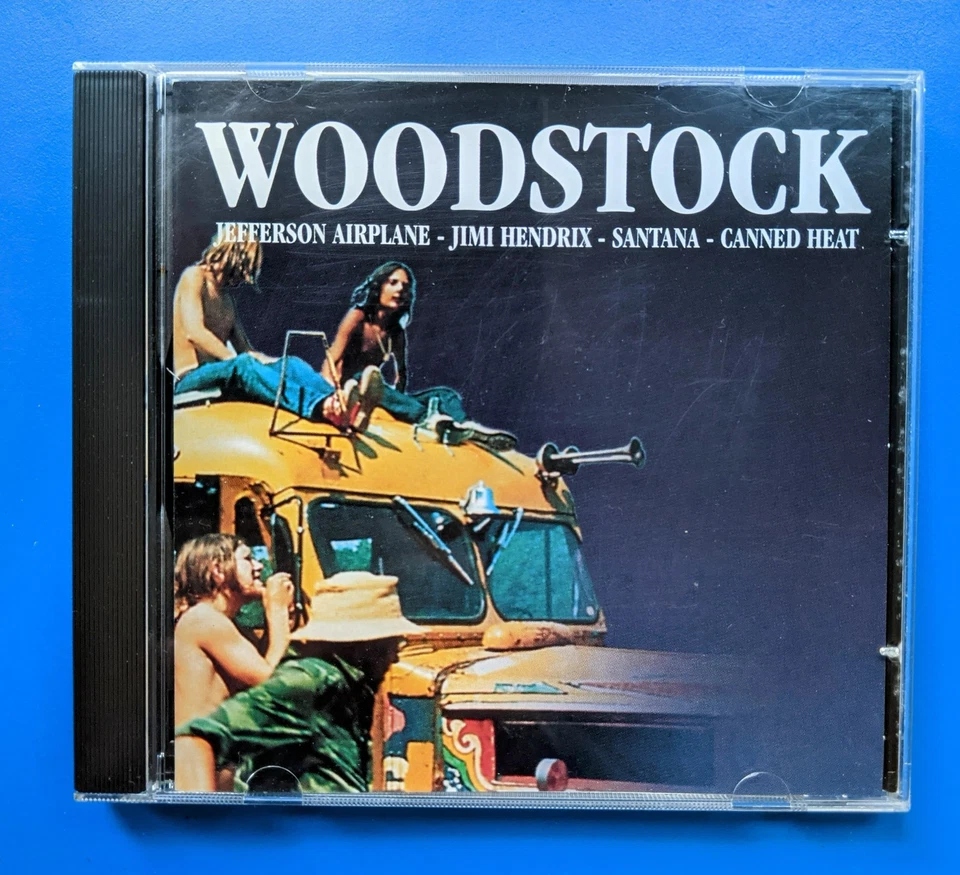 WOODSTOCK
JEFFERSON AIRPLANE - JIMI HENDRIX - SANTANA - CANNED HEAT